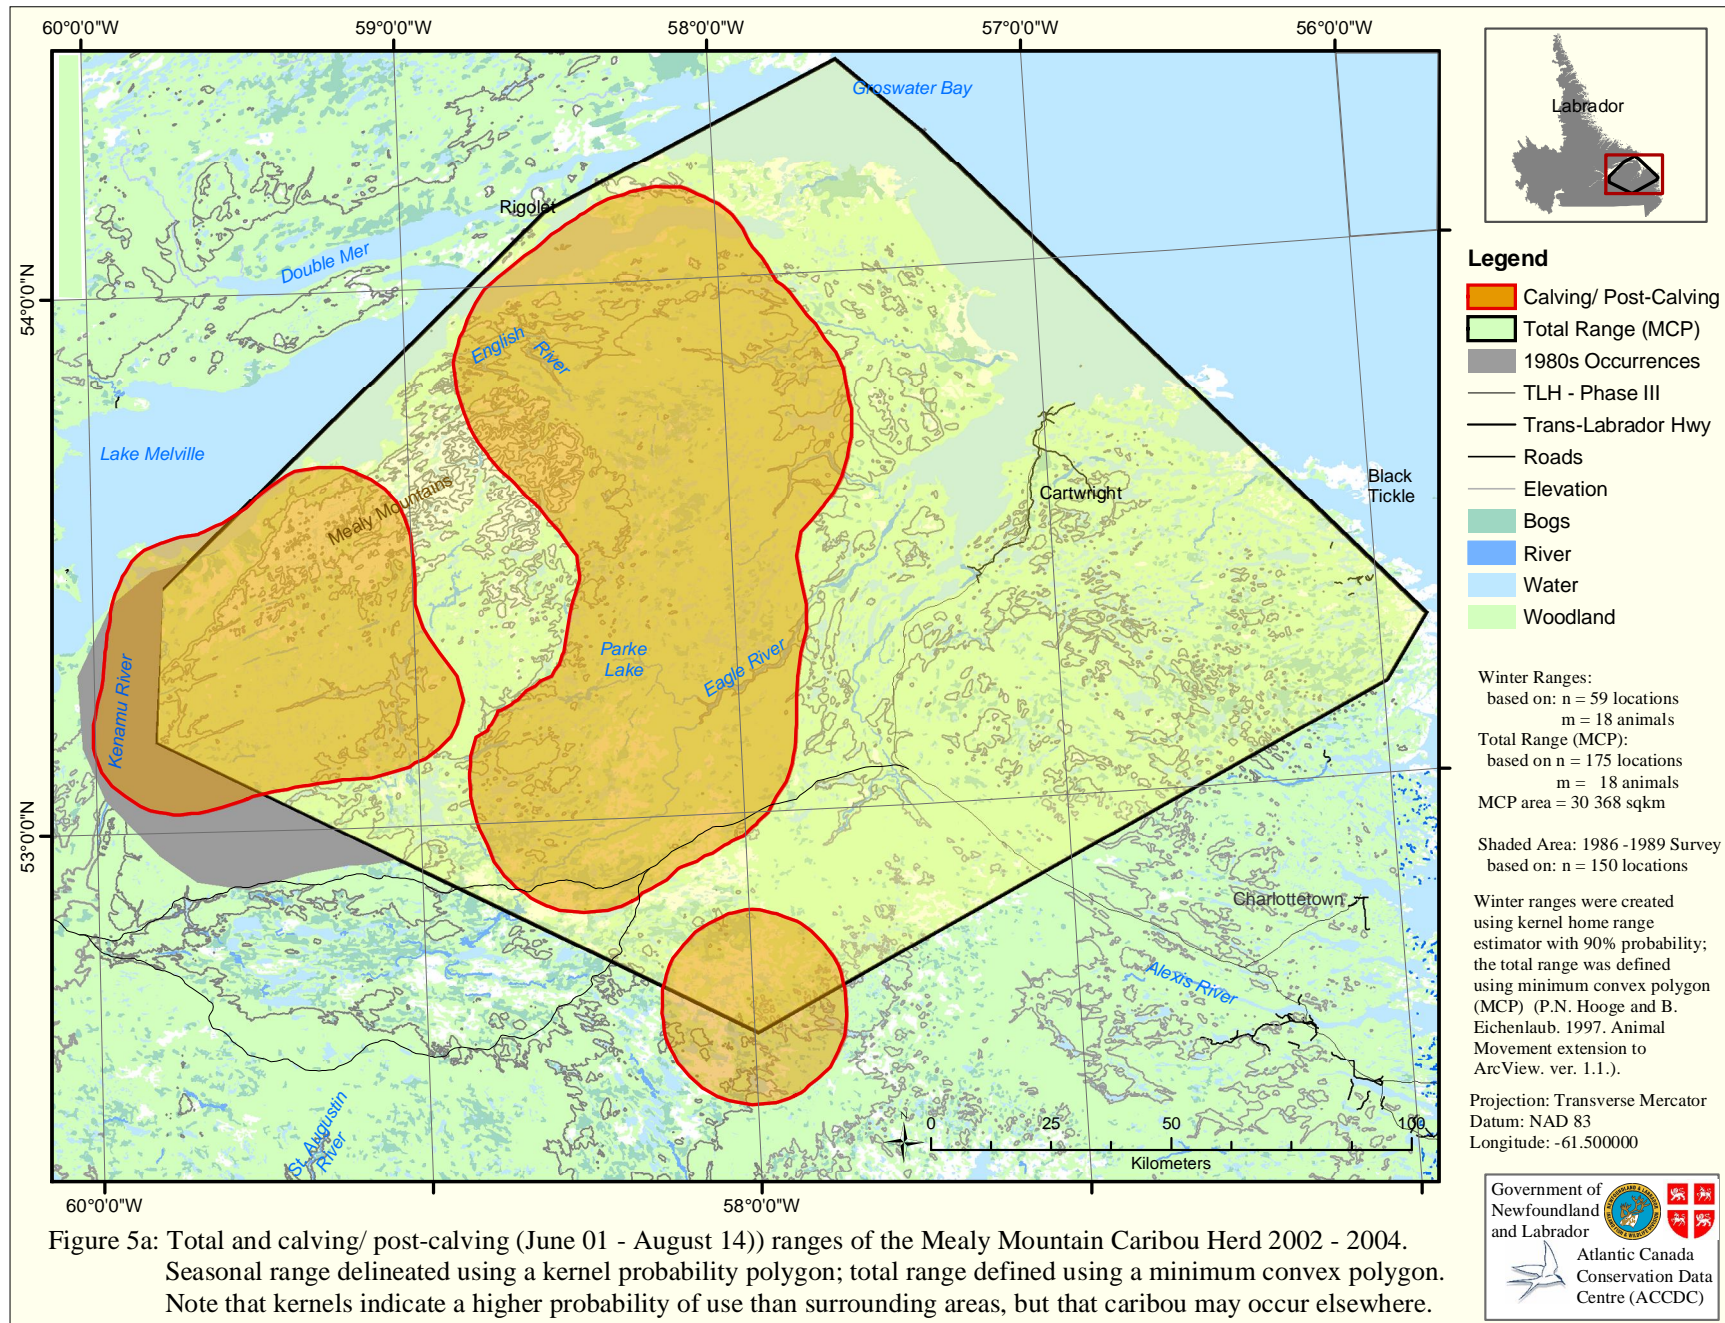 60°0'0"W
59°0'0"W
58°0'0"W
57°0'0"W
56°0'0"W
54°0'0"N
53°0'0"N
Groswater Bay
Rigolet
Double Mer
English
River
Lake Melville
Mealy Mountains
Cartwright
Black
Tickle
Parke
Lake
Eagle River
Kenamu River
Charlottetown
Alexis River
St. Augustin
River
N
0 25 50 100
Kilometers
60°0'0"W
58°0'0"W
Labrador
Legend
Calving/ Post-Calving
Total Range (MCP)
1980s Occurrences
TLH - Phase III
Trans-Labrador Hwy
Roads
Elevation
Bogs
River
Water
Woodland
Winter Ranges:
based on: n = 59 locations
m = 18 animals
Total Range (MCP):
based on n = 175 locations
m = 18 animals
MCP area = 30 368 sqkm
Shaded Area: 1986 -1989 Survey
based on: n = 150 locations
Winter ranges were created
using kernel home range
estimator with 90% probability;
the total range was defined
using minimum convex polygon
(MCP) (P.N. Hooge and B.
Eichenlaub. 1997. Animal
Movement extension to
ArcView. ver. 1.1.).
Projection: Transverse Mercator
Datum: NAD 83
Longitude: -61.500000
Government of
Newfoundland
and Labrador
Atlantic Canada
Conservation Data
Centre (ACCDC)
Figure 5a: Total and calving/ post-calving (June 01 - August 14)) ranges of the Mealy Mountain Caribou Herd 2002 - 2004.
Seasonal range delineated using a kernel probability polygon; total range defined using a minimum convex polygon.
Note that kernels indicate a higher probability of use than surrounding areas, but that caribou may occur elsewhere.